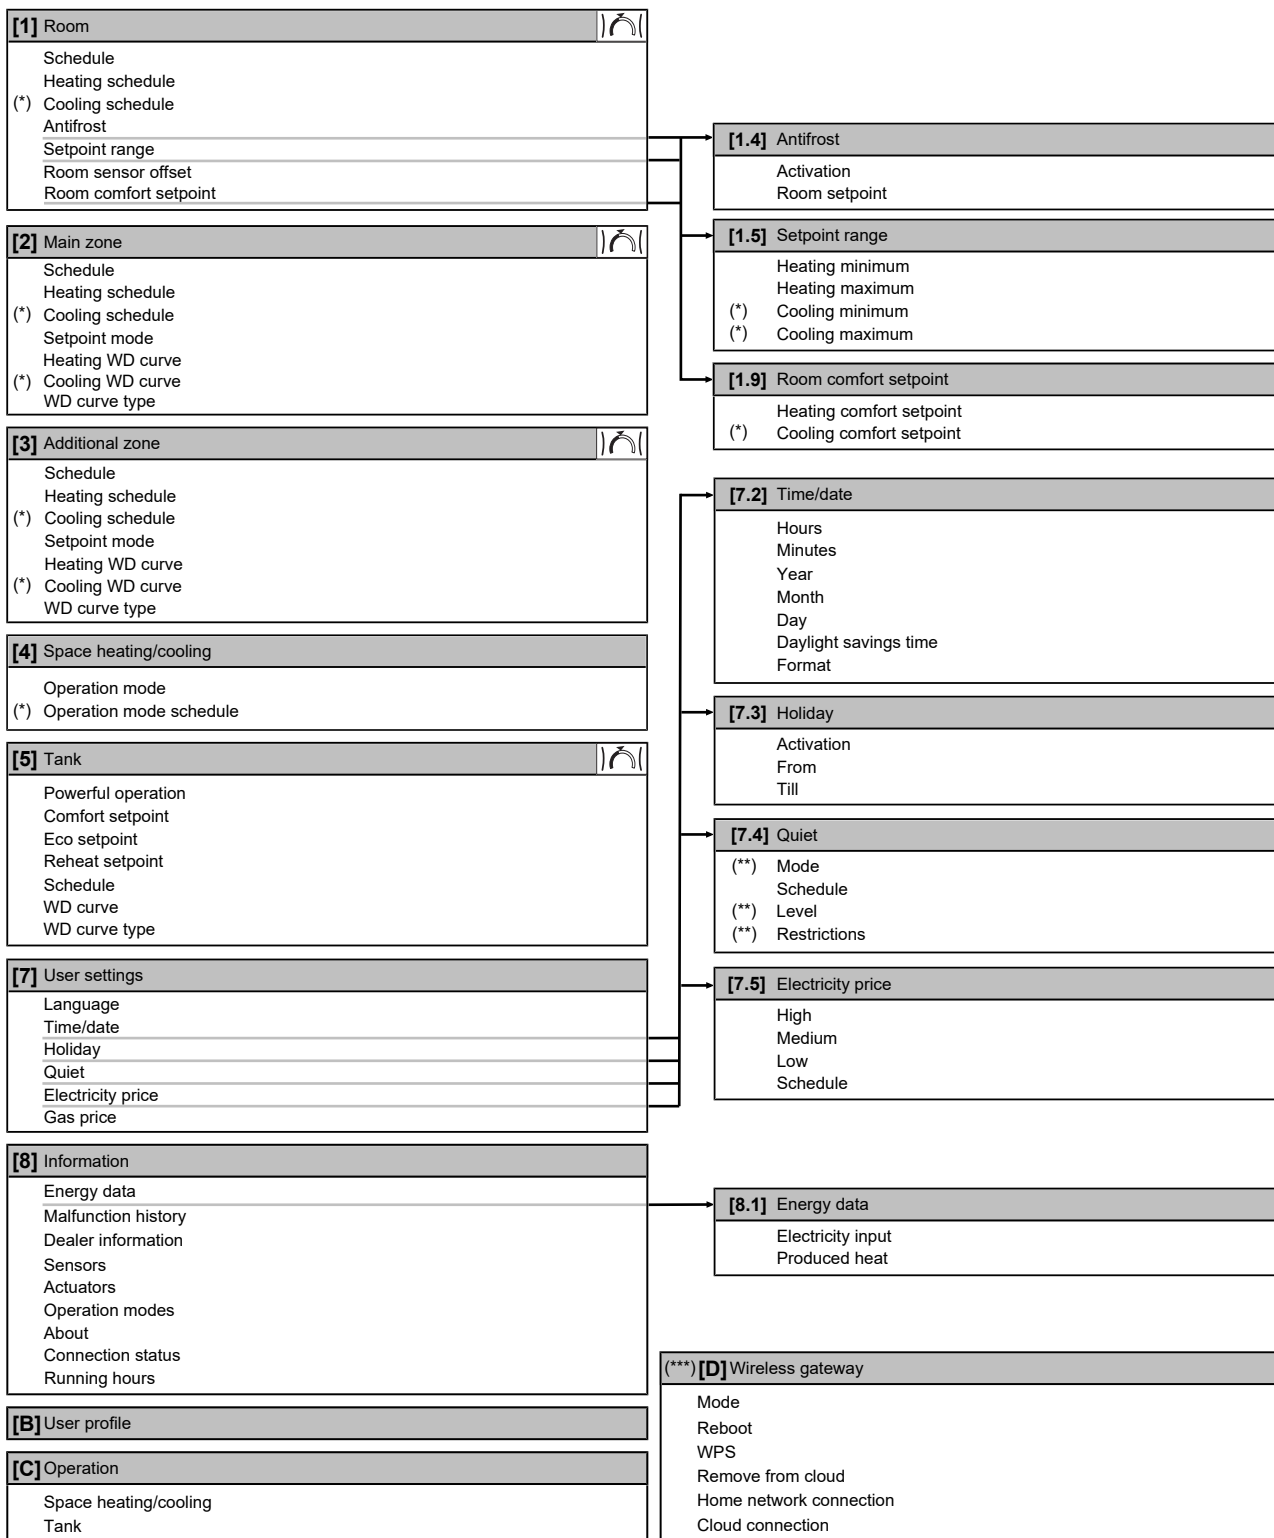 [1] Room
Schedule
Heating schedule
(*) Cooling schedule
Antifrost
Setpoint range
Room sensor offset
Room comfort setpoint
[2] Main zone
Schedule
Heating schedule
(*) Cooling schedule
Setpoint mode
Heating WD curve
(*) Cooling WD curve
WD curve type
[3] Additional zone
Schedule
Heating schedule
(*) Cooling schedule
Setpoint mode
Heating WD curve
(*) Cooling WD curve
WD curve type
[4] Space heating/cooling
Operation mode
(*) Operation mode schedule
[5] Tank
Powerful operation
Comfort setpoint
Eco setpoint
Reheat setpoint
Schedule
WD curve
WD curve type
[7] User settings
Language
Time/date
Holiday
Quiet
Electricity price
Gas price
[8] Information
Energy data
Malfunction history
Dealer information
Sensors
Actuators
Operation modes
About
Connection status
Running hours
[B] User profile
[C] Operation
Space heating/cooling
Tank
[1.4] Antifrost
Activation
Room setpoint
[1.5] Setpoint range
Heating minimum
Heating maximum
(*) Cooling minimum
(*) Cooling maximum
[1.9] Room comfort setpoint
Heating comfort setpoint
(*) Cooling comfort setpoint
[7.2] Time/date
Hours
Minutes
Year
Month
Day
Daylight savings time
Format
[7.3] Holiday
Activation
From
Till
[7.4] Quiet
(**) Mode
Schedule
(**) Level
(**) Restrictions
[7.5] Electricity price
High
Medium
Low
Schedule
[8.1] Energy data
Electricity input
Produced heat
(***) [D] Wireless gateway
Mode
Reboot
WPS
Remove from cloud
Home network connection
Cloud connection